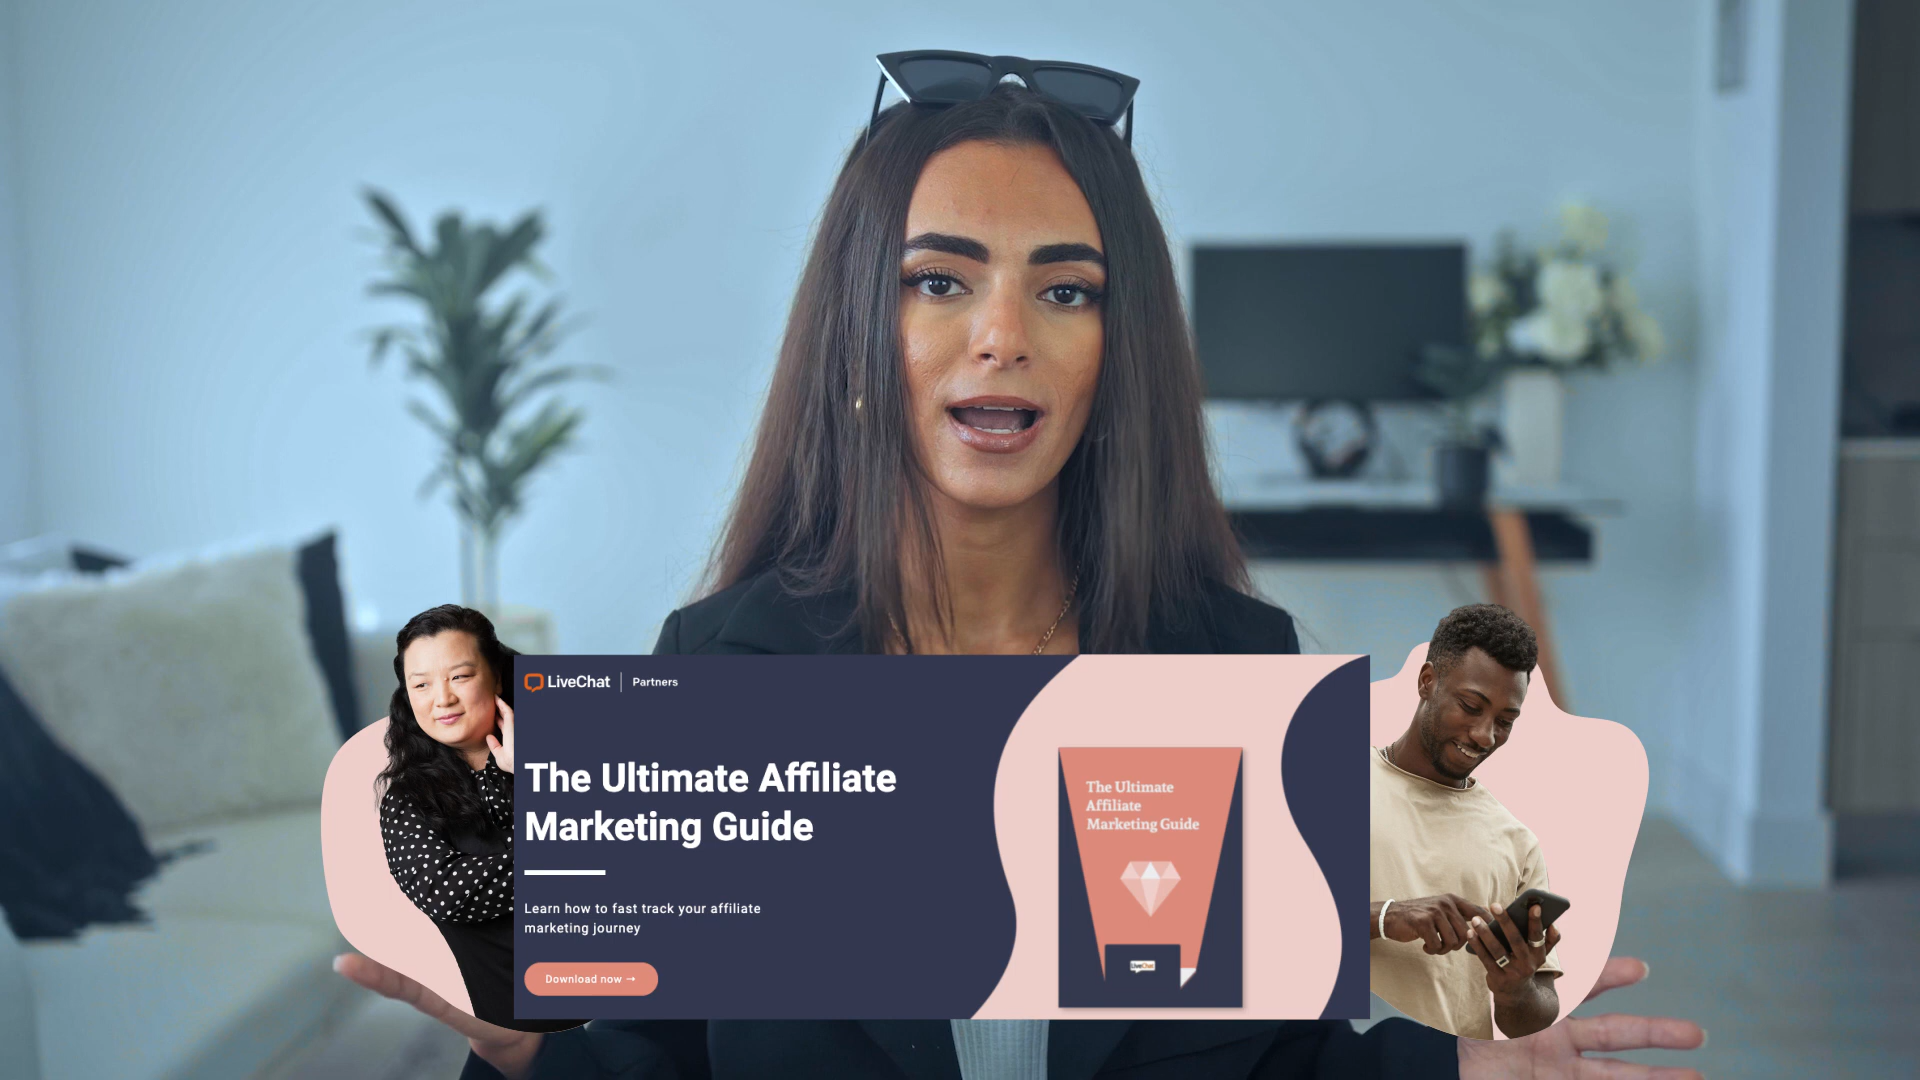 LiveChat | Partners
The Ultimate Affiliate
Marketing Guide
Learn how to fast track your affiliate
marketing journey
Download now →
The Ultimate
Affiliate
Marketing Guide
LiveChat